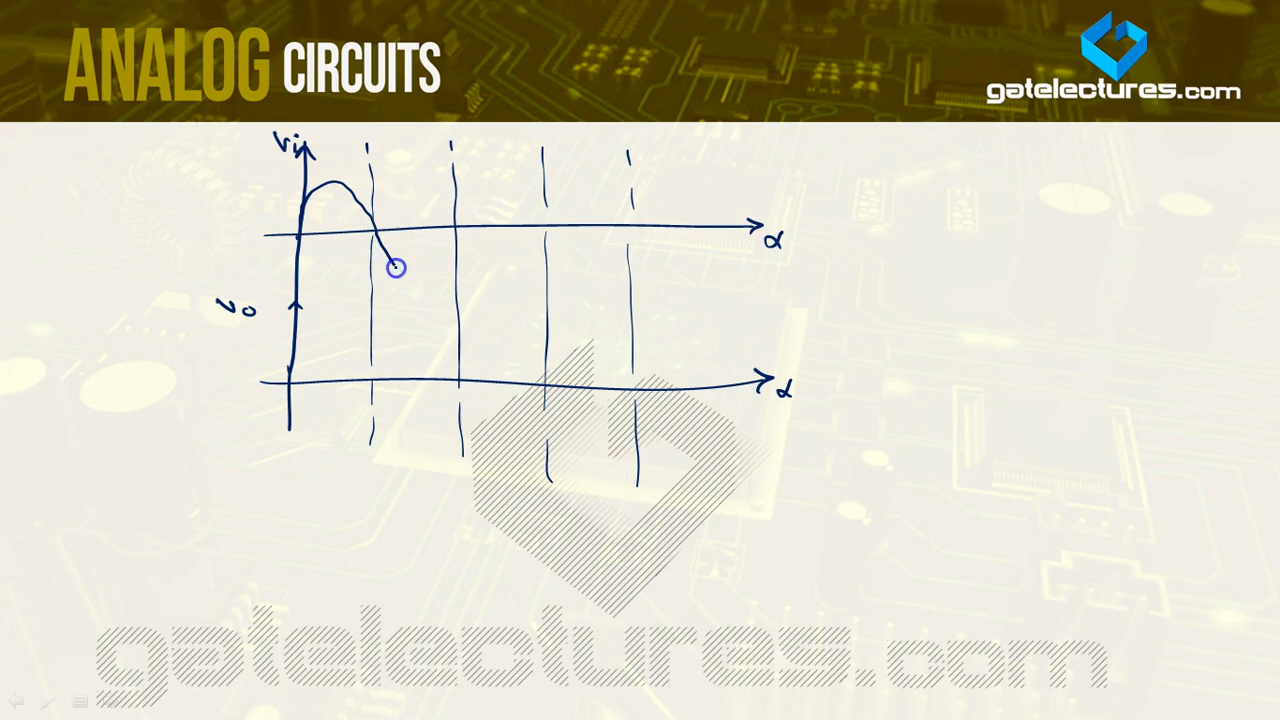 ANALOG CIRCUITS
gatelectures.com
Vi
α
Vo
α
gatelectures.com